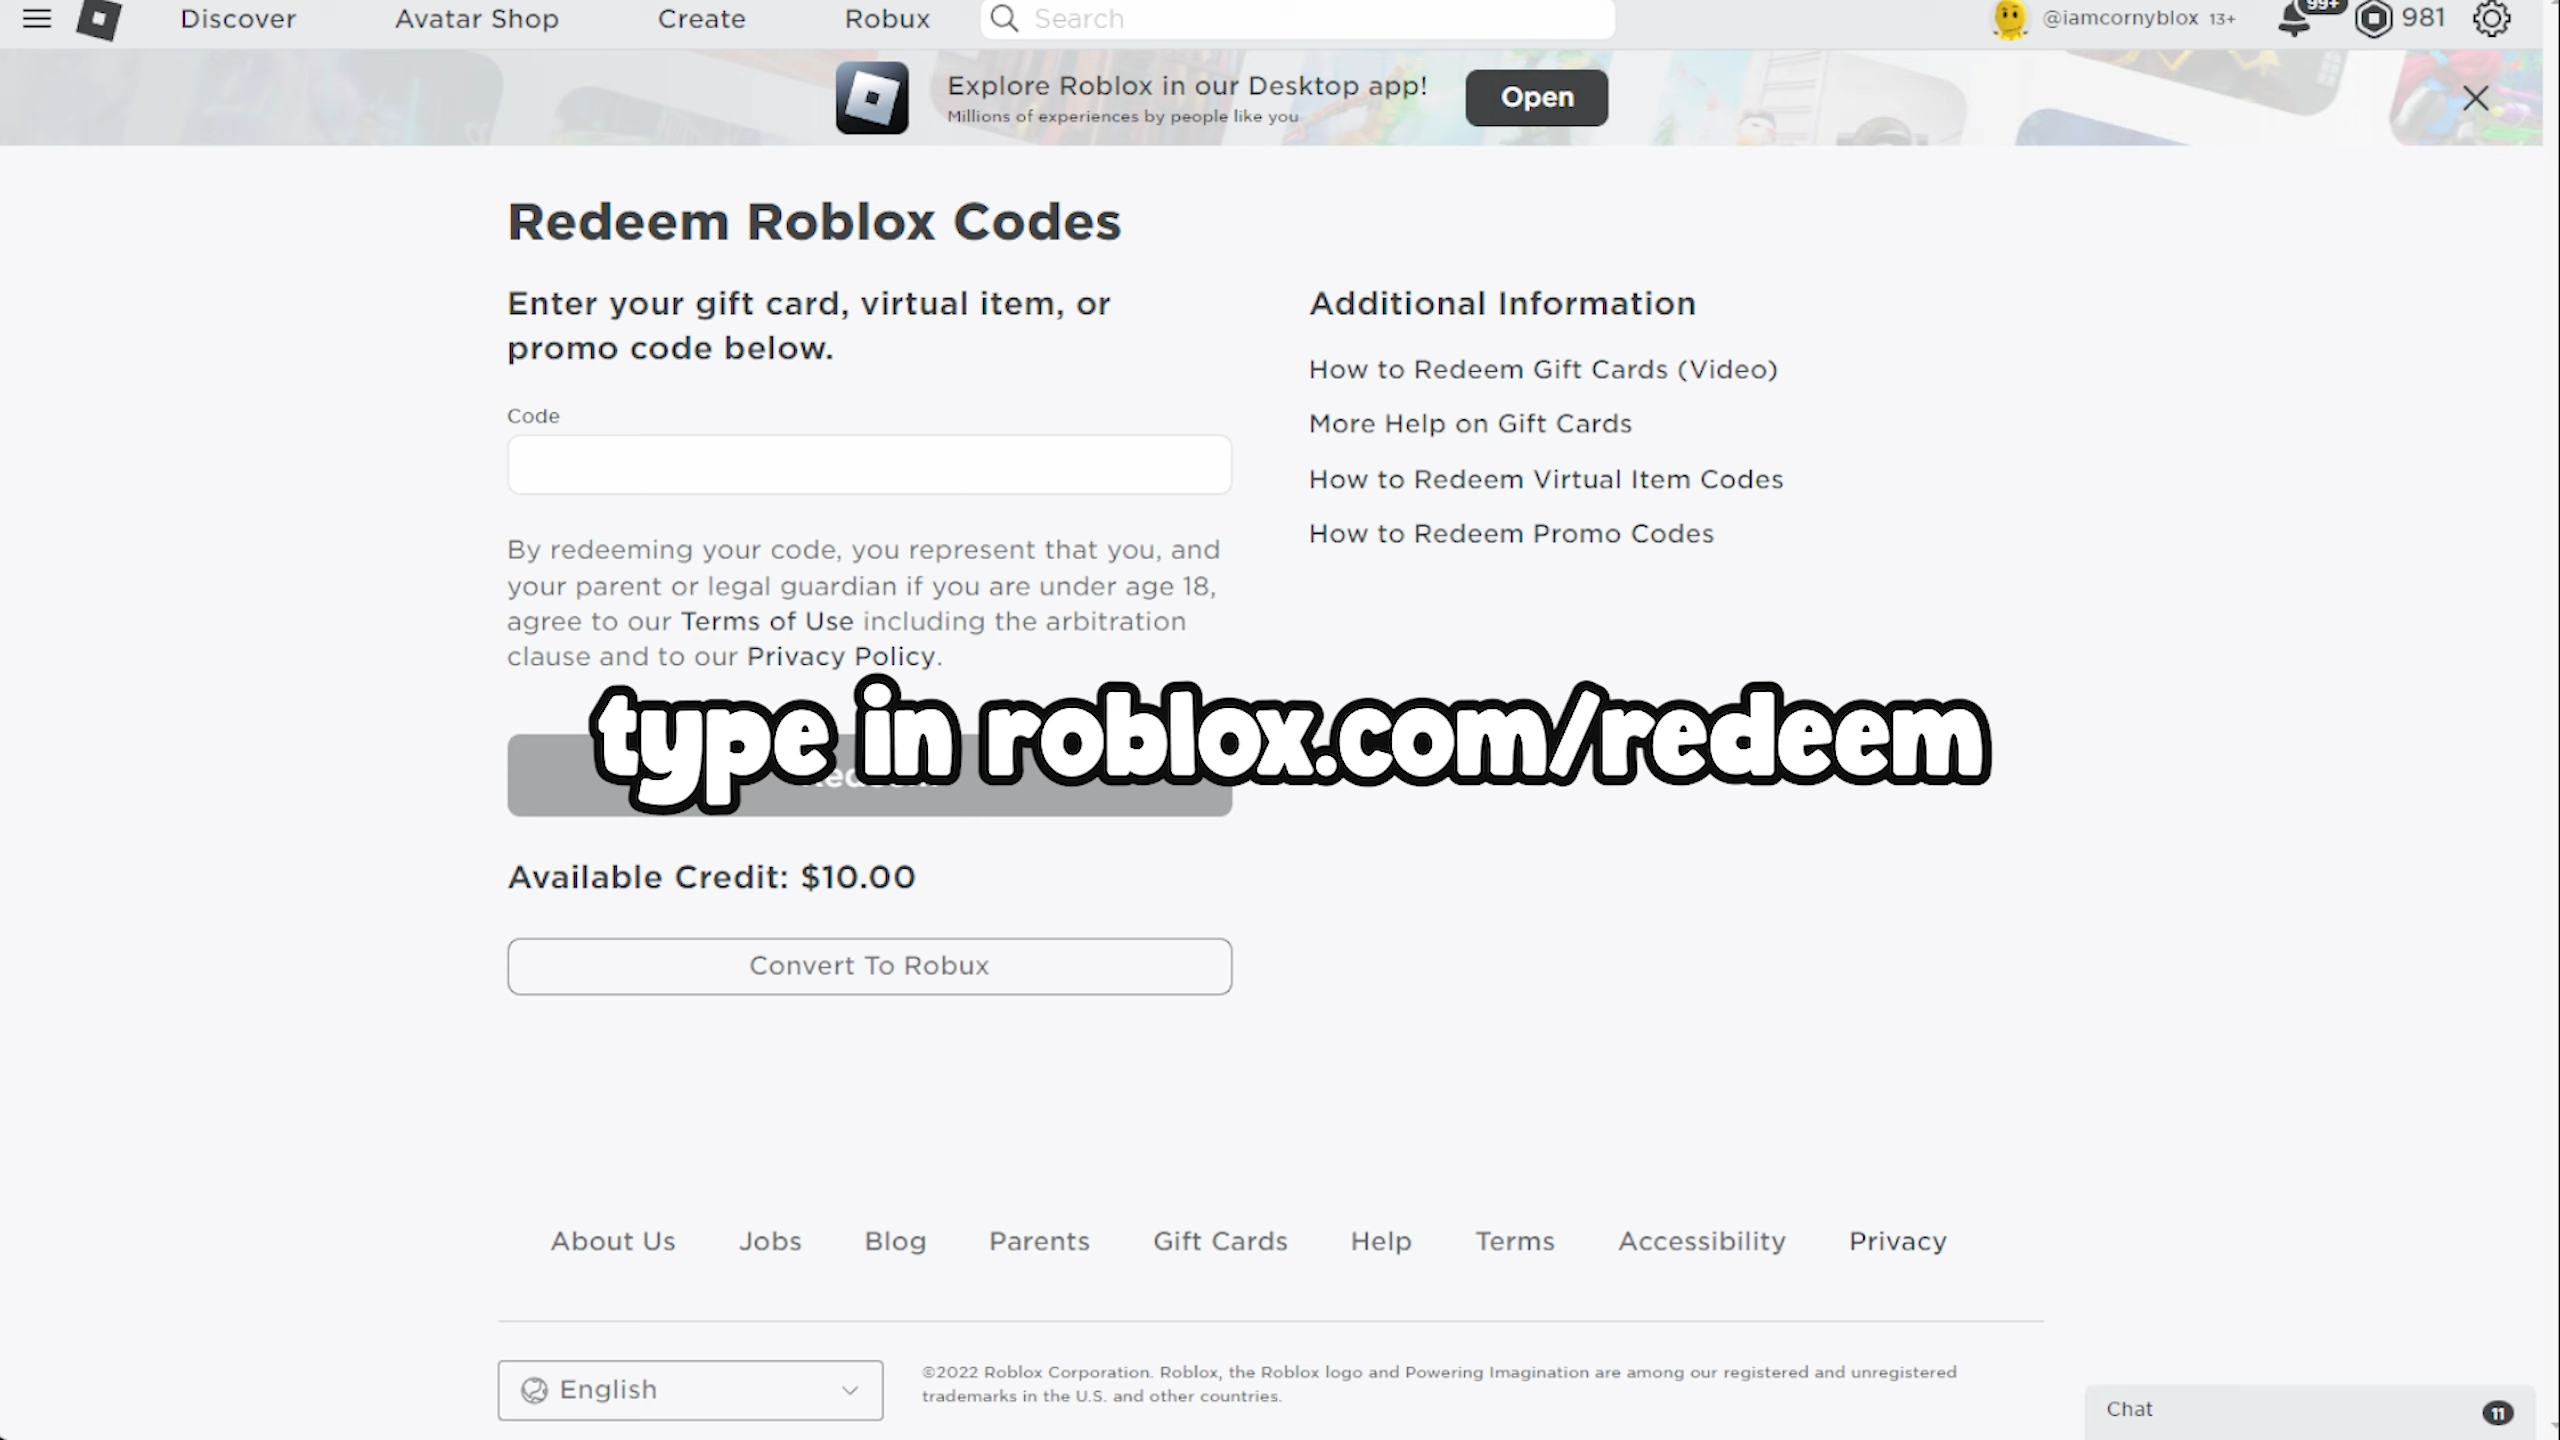 Discover Avatar Shop Create Robux Search @iamcornyblox 13+ 99+ 981
Explore Roblox in our Desktop app!
Millions of experiences by people like you
Open
Redeem Roblox Codes
Enter your gift card, virtual item, or
promo code below.
Code
By redeeming your code, you represent that you, and
your parent or legal guardian if you are under age 18,
agree to our Terms of Use including the arbitration
clause and to our Privacy Policy.
Additional Information
How to Redeem Gift Cards (Video)
More Help on Gift Cards
How to Redeem Virtual Item Codes
How to Redeem Promo Codes
type in roblox.com/redeem
Available Credit: $10.00
Convert To Robux
About Us Jobs Blog Parents Gift Cards Help Terms Accessibility Privacy
English
©2022 Roblox Corporation. Roblox, the Roblox logo and Powering Imagination are among our registered and unregistered
trademarks in the U.S. and other countries.
Chat 11